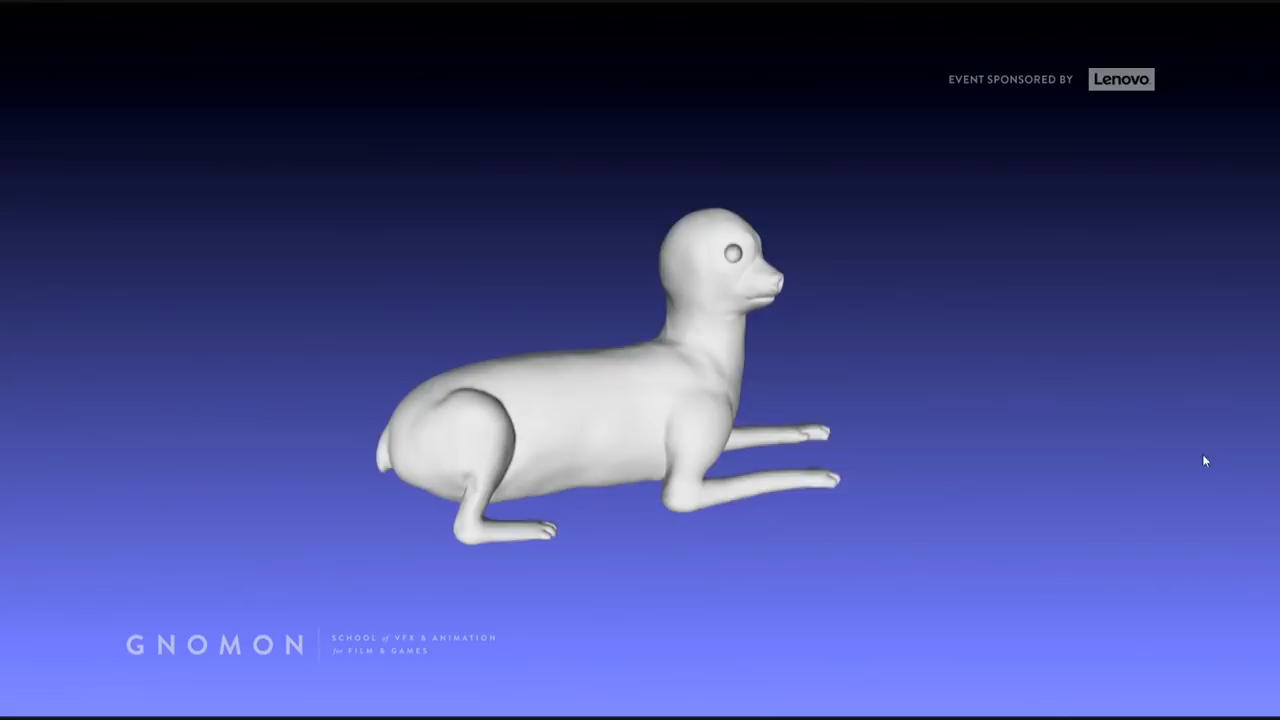 EVENT SPONSORED BY Lenovo
GNOMON
SCHOOL of VFX & ANIMATION
for FILM & GAMES